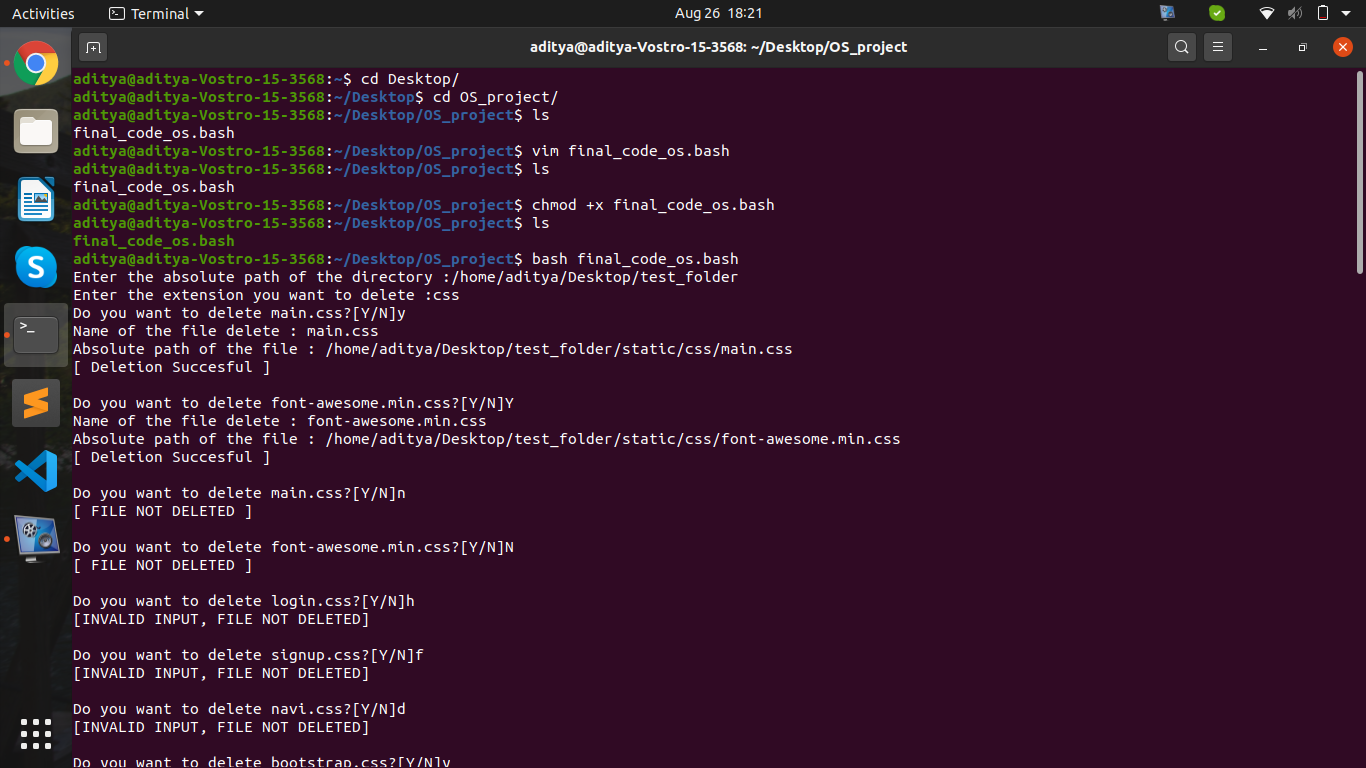 Activities
Terminal
Aug 26 18:21
aditya@aditya-Vostro-15-3568: ~/Desktop/OS_project
aditya@aditya-Vostro-15-3568:~$ cd Desktop/
aditya@aditya-Vostro-15-3568:~/Desktop$ cd OS_project/
aditya@aditya-Vostro-15-3568:~/Desktop/OS_project$ ls
final_code_os.bash
aditya@aditya-Vostro-15-3568:~/Desktop/OS_project$ vim final_code_os.bash
aditya@aditya-Vostro-15-3568:~/Desktop/OS_project$ ls
final_code_os.bash
aditya@aditya-Vostro-15-3568:~/Desktop/OS_project$ chmod +x final_code_os.bash
aditya@aditya-Vostro-15-3568:~/Desktop/OS_project$ ls
final_code_os.bash
aditya@aditya-Vostro-15-3568:~/Desktop/OS_project$ bash final_code_os.bash
Enter the absolute path of the directory :/home/aditya/Desktop/test_folder
Enter the extension you want to delete :css
Do you want to delete main.css?[Y/N]y
Name of the file delete : main.css
Absolute path of the file : /home/aditya/Desktop/test_folder/static/css/main.css
[ Deletion Succesful ]
Do you want to delete font-awesome.min.css?[Y/N]Y
Name of the file delete : font-awesome.min.css
Absolute path of the file : /home/aditya/Desktop/test_folder/static/css/font-awesome.min.css
[ Deletion Succesful ]
Do you want to delete main.css?[Y/N]n
[ FILE NOT DELETED ]
Do you want to delete font-awesome.min.css?[Y/N]N
[ FILE NOT DELETED ]
Do you want to delete login.css?[Y/N]h
[INVALID INPUT, FILE NOT DELETED]
Do you want to delete signup.css?[Y/N]f
[INVALID INPUT, FILE NOT DELETED]
Do you want to delete navi.css?[Y/N]d
[INVALID INPUT, FILE NOT DELETED]
Do you want to delete bootstrap.css?[Y/N]